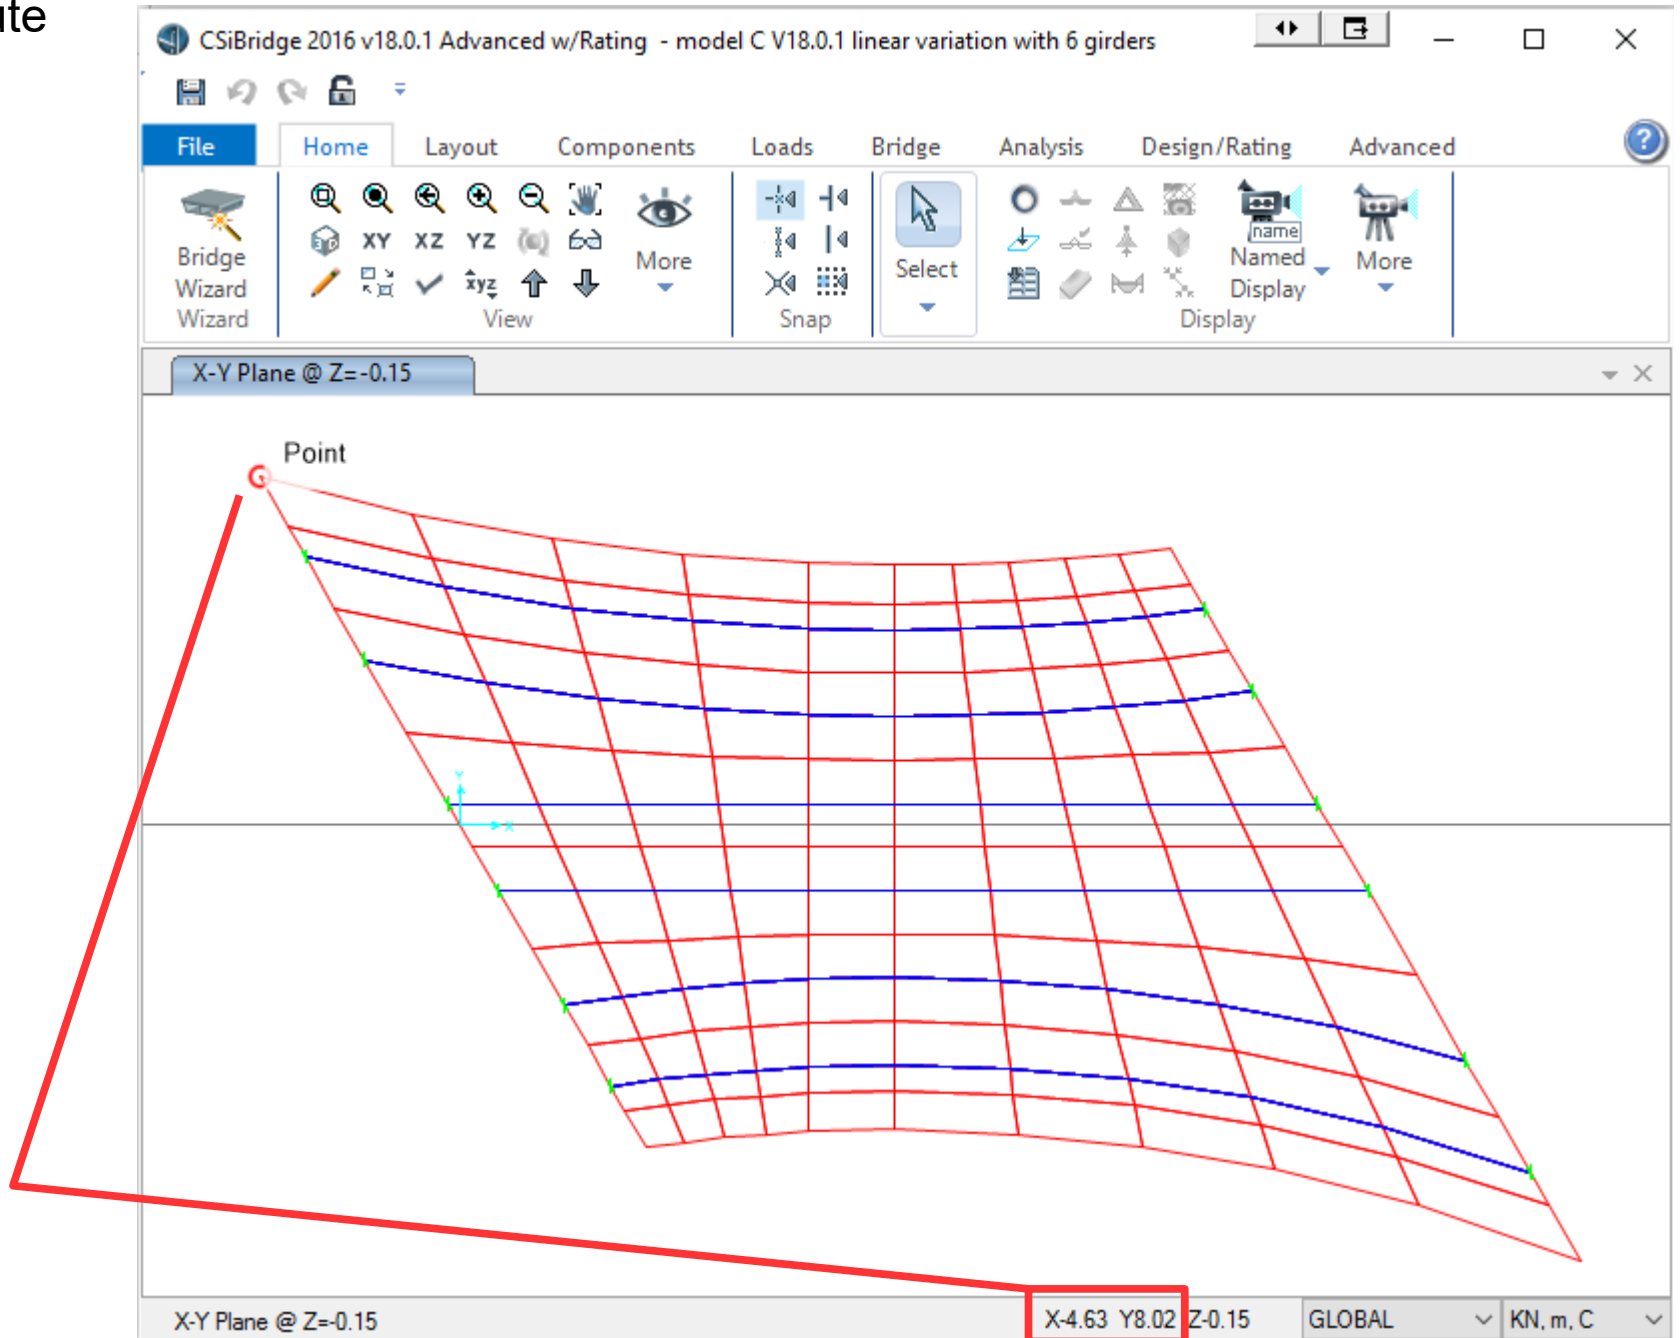 CSiBridge 2016 v18.0.1 Advanced w/Rating - model C V18.0.1 linear variation with 6 girders
File Home Layout Components Loads Bridge Analysis Design/Rating Advanced
XY XZ YZ
xyz
Bridge
Wizard
Wizard
More
View
Snap
Select
name
Named
Display
More
Display
X-Y Plane @ Z=-0.15
Point
Y
X
X-Y Plane @ Z=-0.15 X-4.63 Y8.02 Z-0.15 GLOBAL KN, m, C